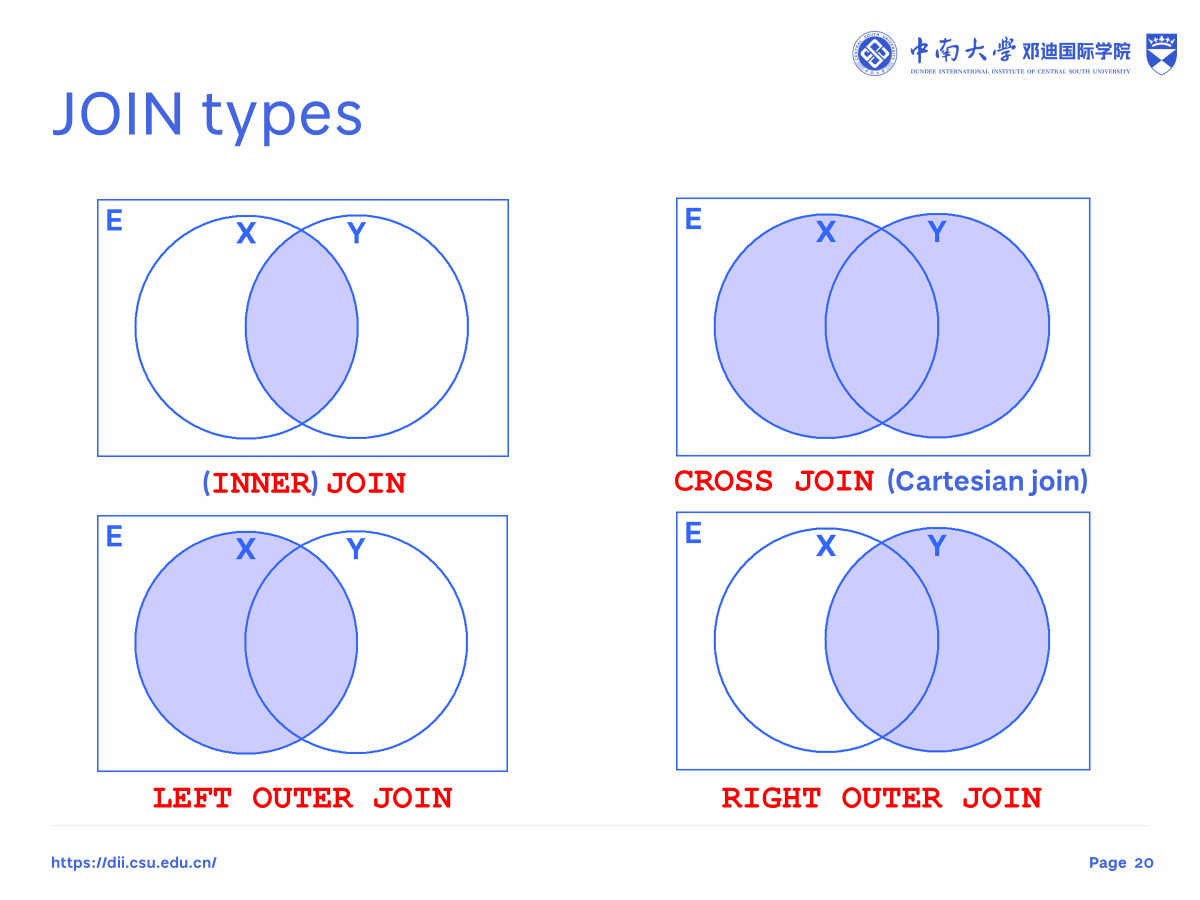 中南大学 邓迪国际学院
DUNDEE INTERNATIONAL INSTITUTE OF CENTRAL SOUTH UNIVERSITY
JOIN types
E X Y
(INNER) JOIN
E X Y
CROSS JOIN (Cartesian join)
E X Y
LEFT OUTER JOIN
E X Y
RIGHT OUTER JOIN
https://dii.csu.edu.cn/
Page 20